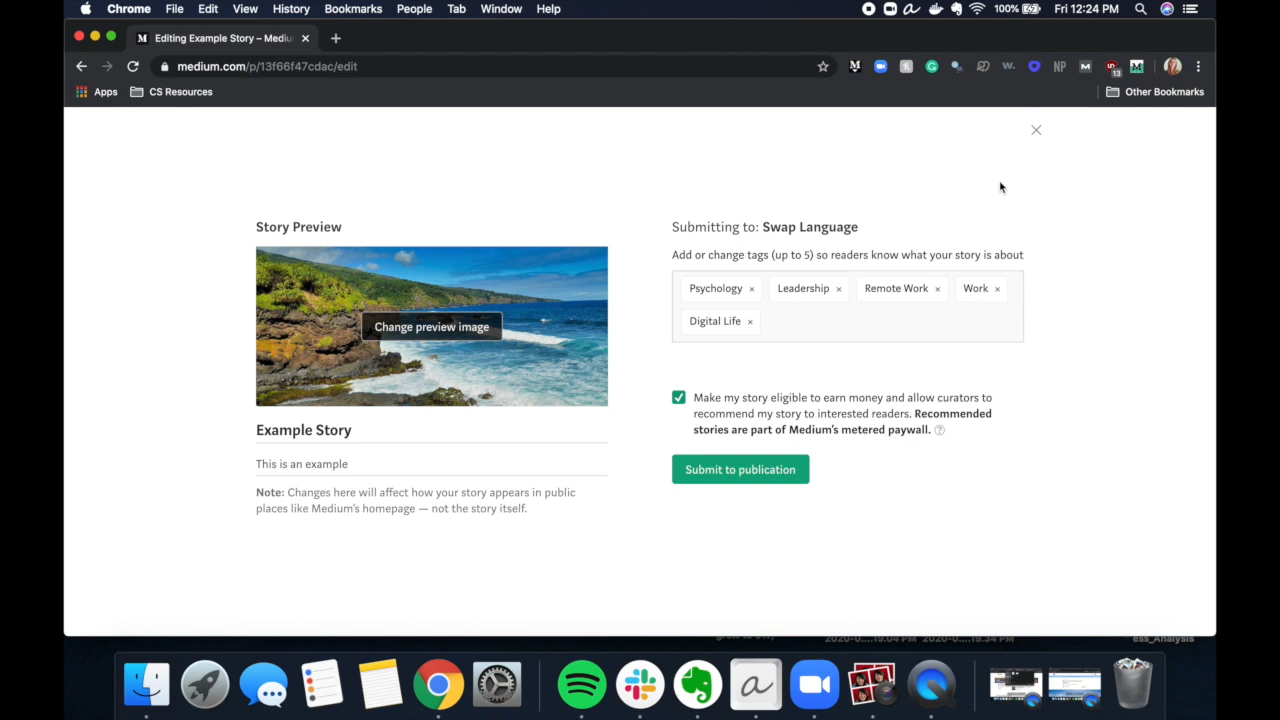 Chrome File Edit View History Bookmarks People Tab Window Help 100% Fri 12:24 PM
Editing Example Story – Mediu
medium.com/p/13f66f47cdac/edit
Apps CS Resources Other Bookmarks
Story Preview
Change preview image
Example Story
This is an example
Note: Changes here will affect how your story appears in public
places like Medium's homepage — not the story itself.
Submitting to: Swap Language
Add or change tags (up to 5) so readers know what your story is about
Psychology × Leadership × Remote Work × Work ×
Digital Life ×
Make my story eligible to earn money and allow curators to
recommend my story to interested readers. Recommended
stories are part of Medium's metered paywall. ?
Submit to publication
ess_Analysis